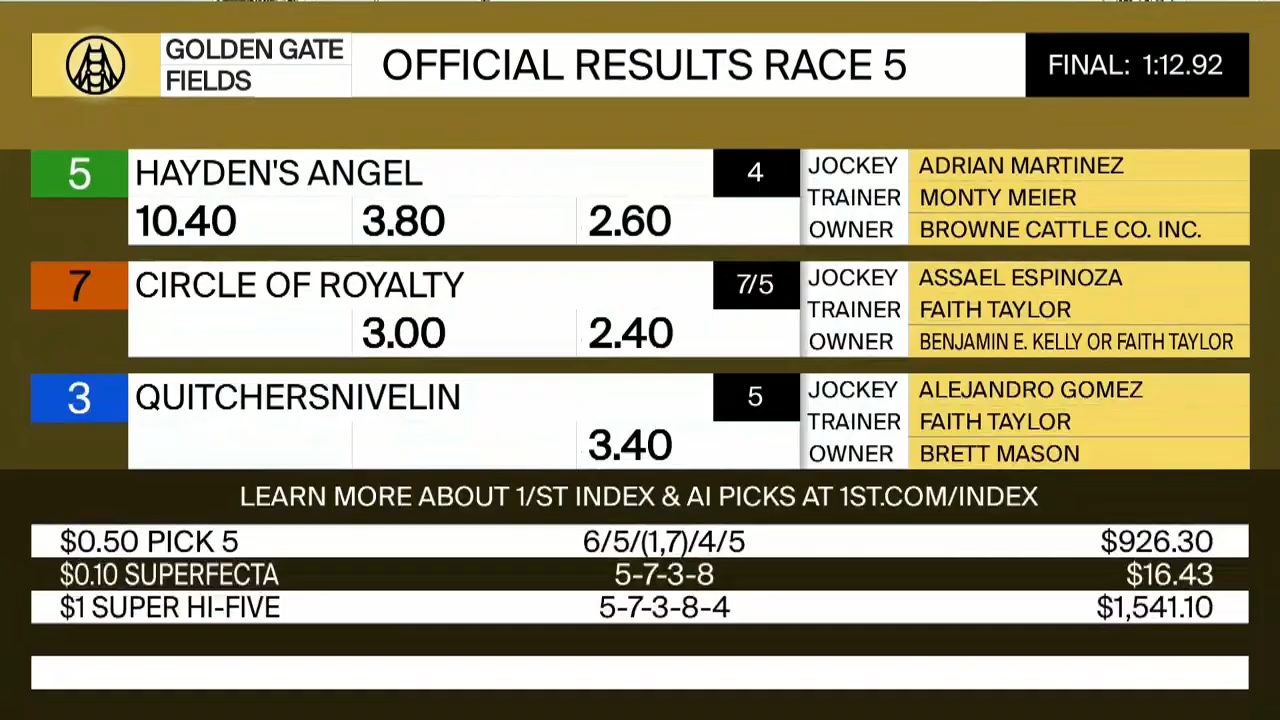 GOLDEN GATE FIELDS
OFFICIAL RESULTS RACE 5
FINAL: 1:12.92
5 HAYDEN'S ANGEL 4
10.40 3.80 2.60
JOCKEY ADRIAN MARTINEZ
TRAINER MONTY MEIER
OWNER BROWNE CATTLE CO. INC.
7 CIRCLE OF ROYALTY 7/5
3.00 2.40
JOCKEY ASSAEL ESPINOZA
TRAINER FAITH TAYLOR
OWNER BENJAMIN E. KELLY OR FAITH TAYLOR
3 QUITCHERSNIVELIN 5
3.40
JOCKEY ALEJANDRO GOMEZ
TRAINER FAITH TAYLOR
OWNER BRETT MASON
LEARN MORE ABOUT 1/ST INDEX & AI PICKS AT 1ST.COM/INDEX
$0.50 PICK 5 6/5/(1,7)/4/5 $926.30
$0.10 SUPERFECTA 5-7-3-8 $16.43
$1 SUPER HI-FIVE 5-7-3-8-4 $1,541.10